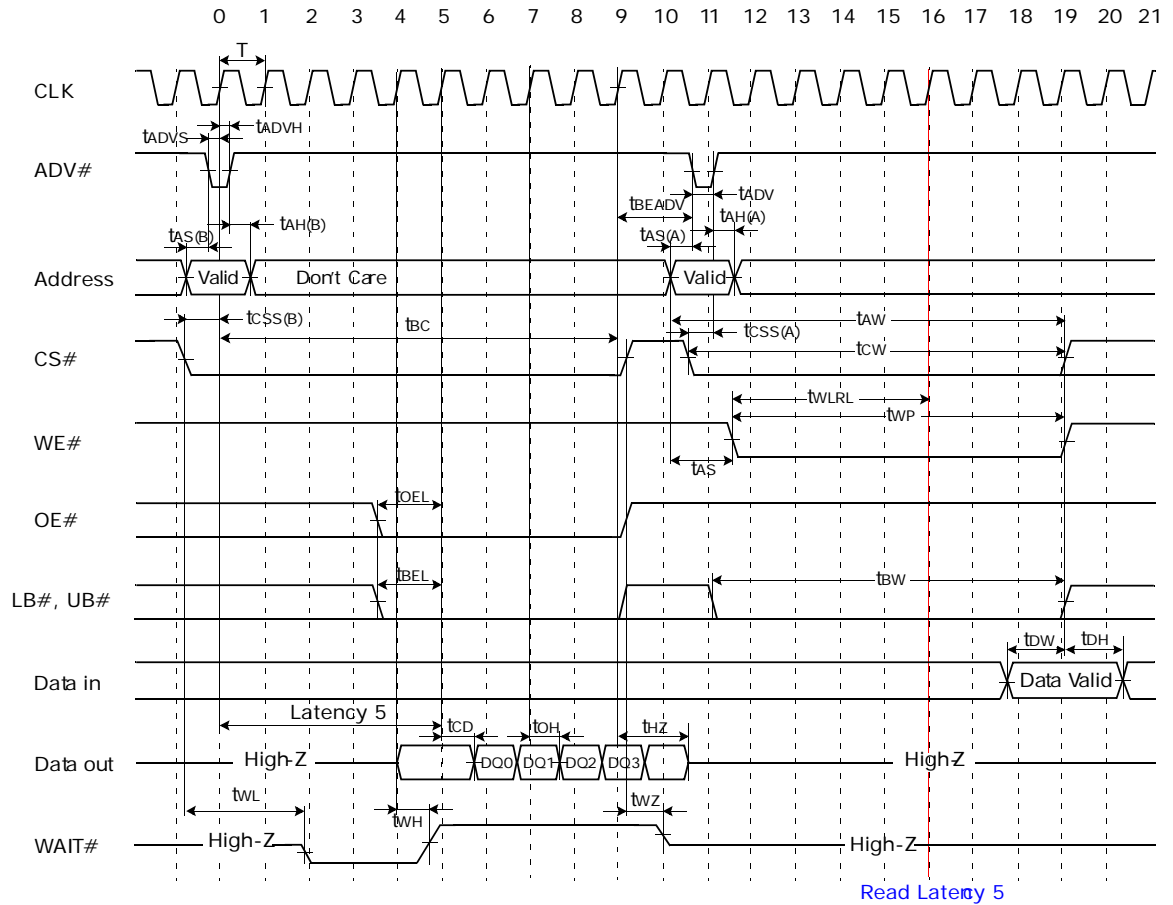 0 1 2 3 4 5 6 7 8 9 10 11 12 13 14 15 16 17 18 19 20 21
T
CLK
tADVH
tADVS
ADV#
tADV
tBEADV
tAH(B)
tAH(A)
tAS(B)
tAS(A)
Address Valid Don't Care Valid
tCSS(B)
tBC
tAW
tCSS(A)
CS#
tCW
tWLRL
tWP
WE#
tAS
tOEL
OE#
tBEL
tBW
LB#, UB#
tDW tDH
Data in Data Valid
Latency 5
tCD tOH tHZ
Data out High-Z DQ0 DQ1 DQ2 DQ3 High-Z
tWL
tWH
tWZ
WAIT# High-Z High-Z
Read Latency 5